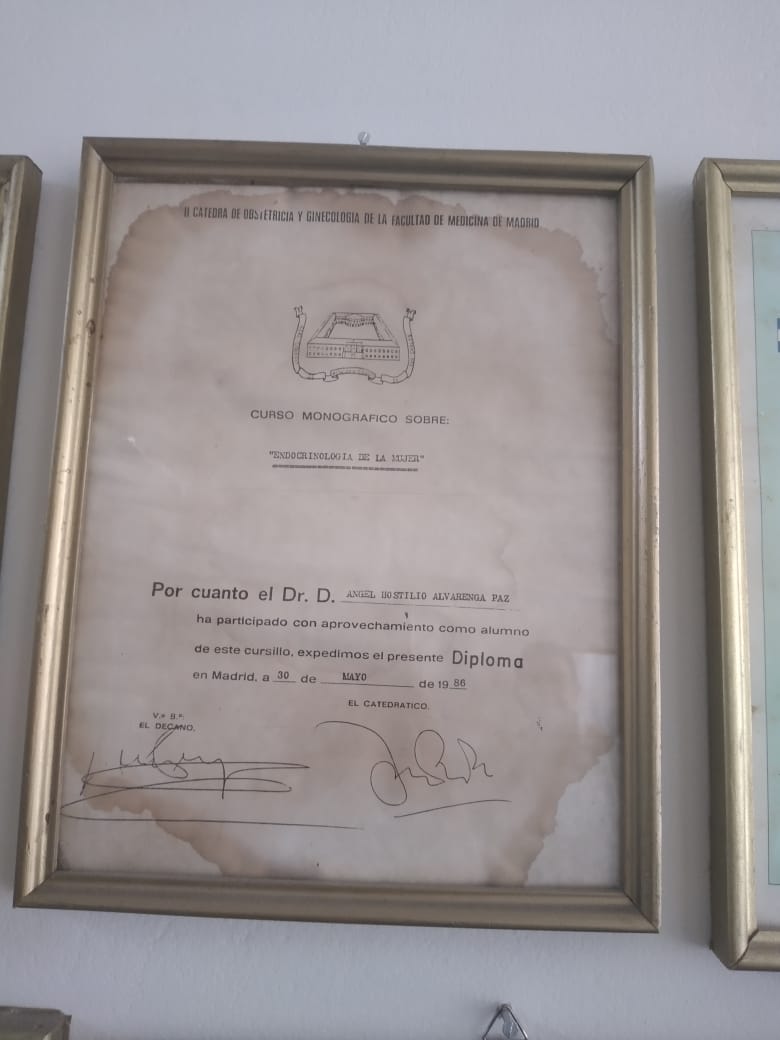 II CATEDRA DE OBSTETRICIA Y GINECOLOGIA DE LA FACULTAD DE MEDICINA DE MADRID
CURSO MONOGRAFICO SOBRE:
"ENDOCRINOLOGIA DE LA MUJER"
Por cuanto el Dr. D. ANGEL HOSTILIO ALVARENGA PAZ
ha participado con aprovechamiento como alumno
de este cursillo, expedimos el presente Diploma
en Madrid, a 30 de MAYO de 1986
EL CATEDRATICO.
V.º B.º:
EL DECANO,